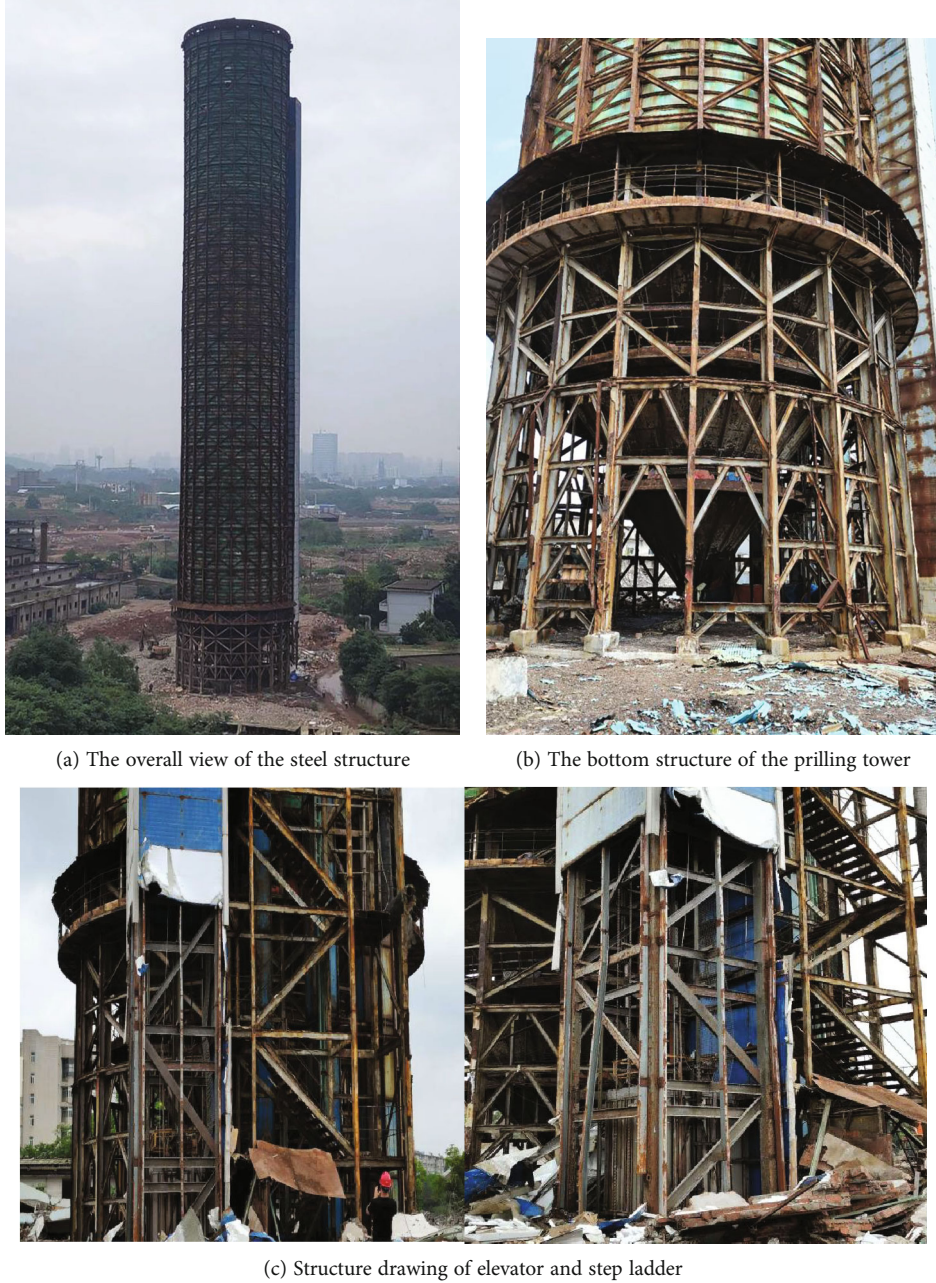 (a) The overall view of the steel structure
(b) The bottom structure of the prilling tower
(c) Structure drawing of elevator and step ladder